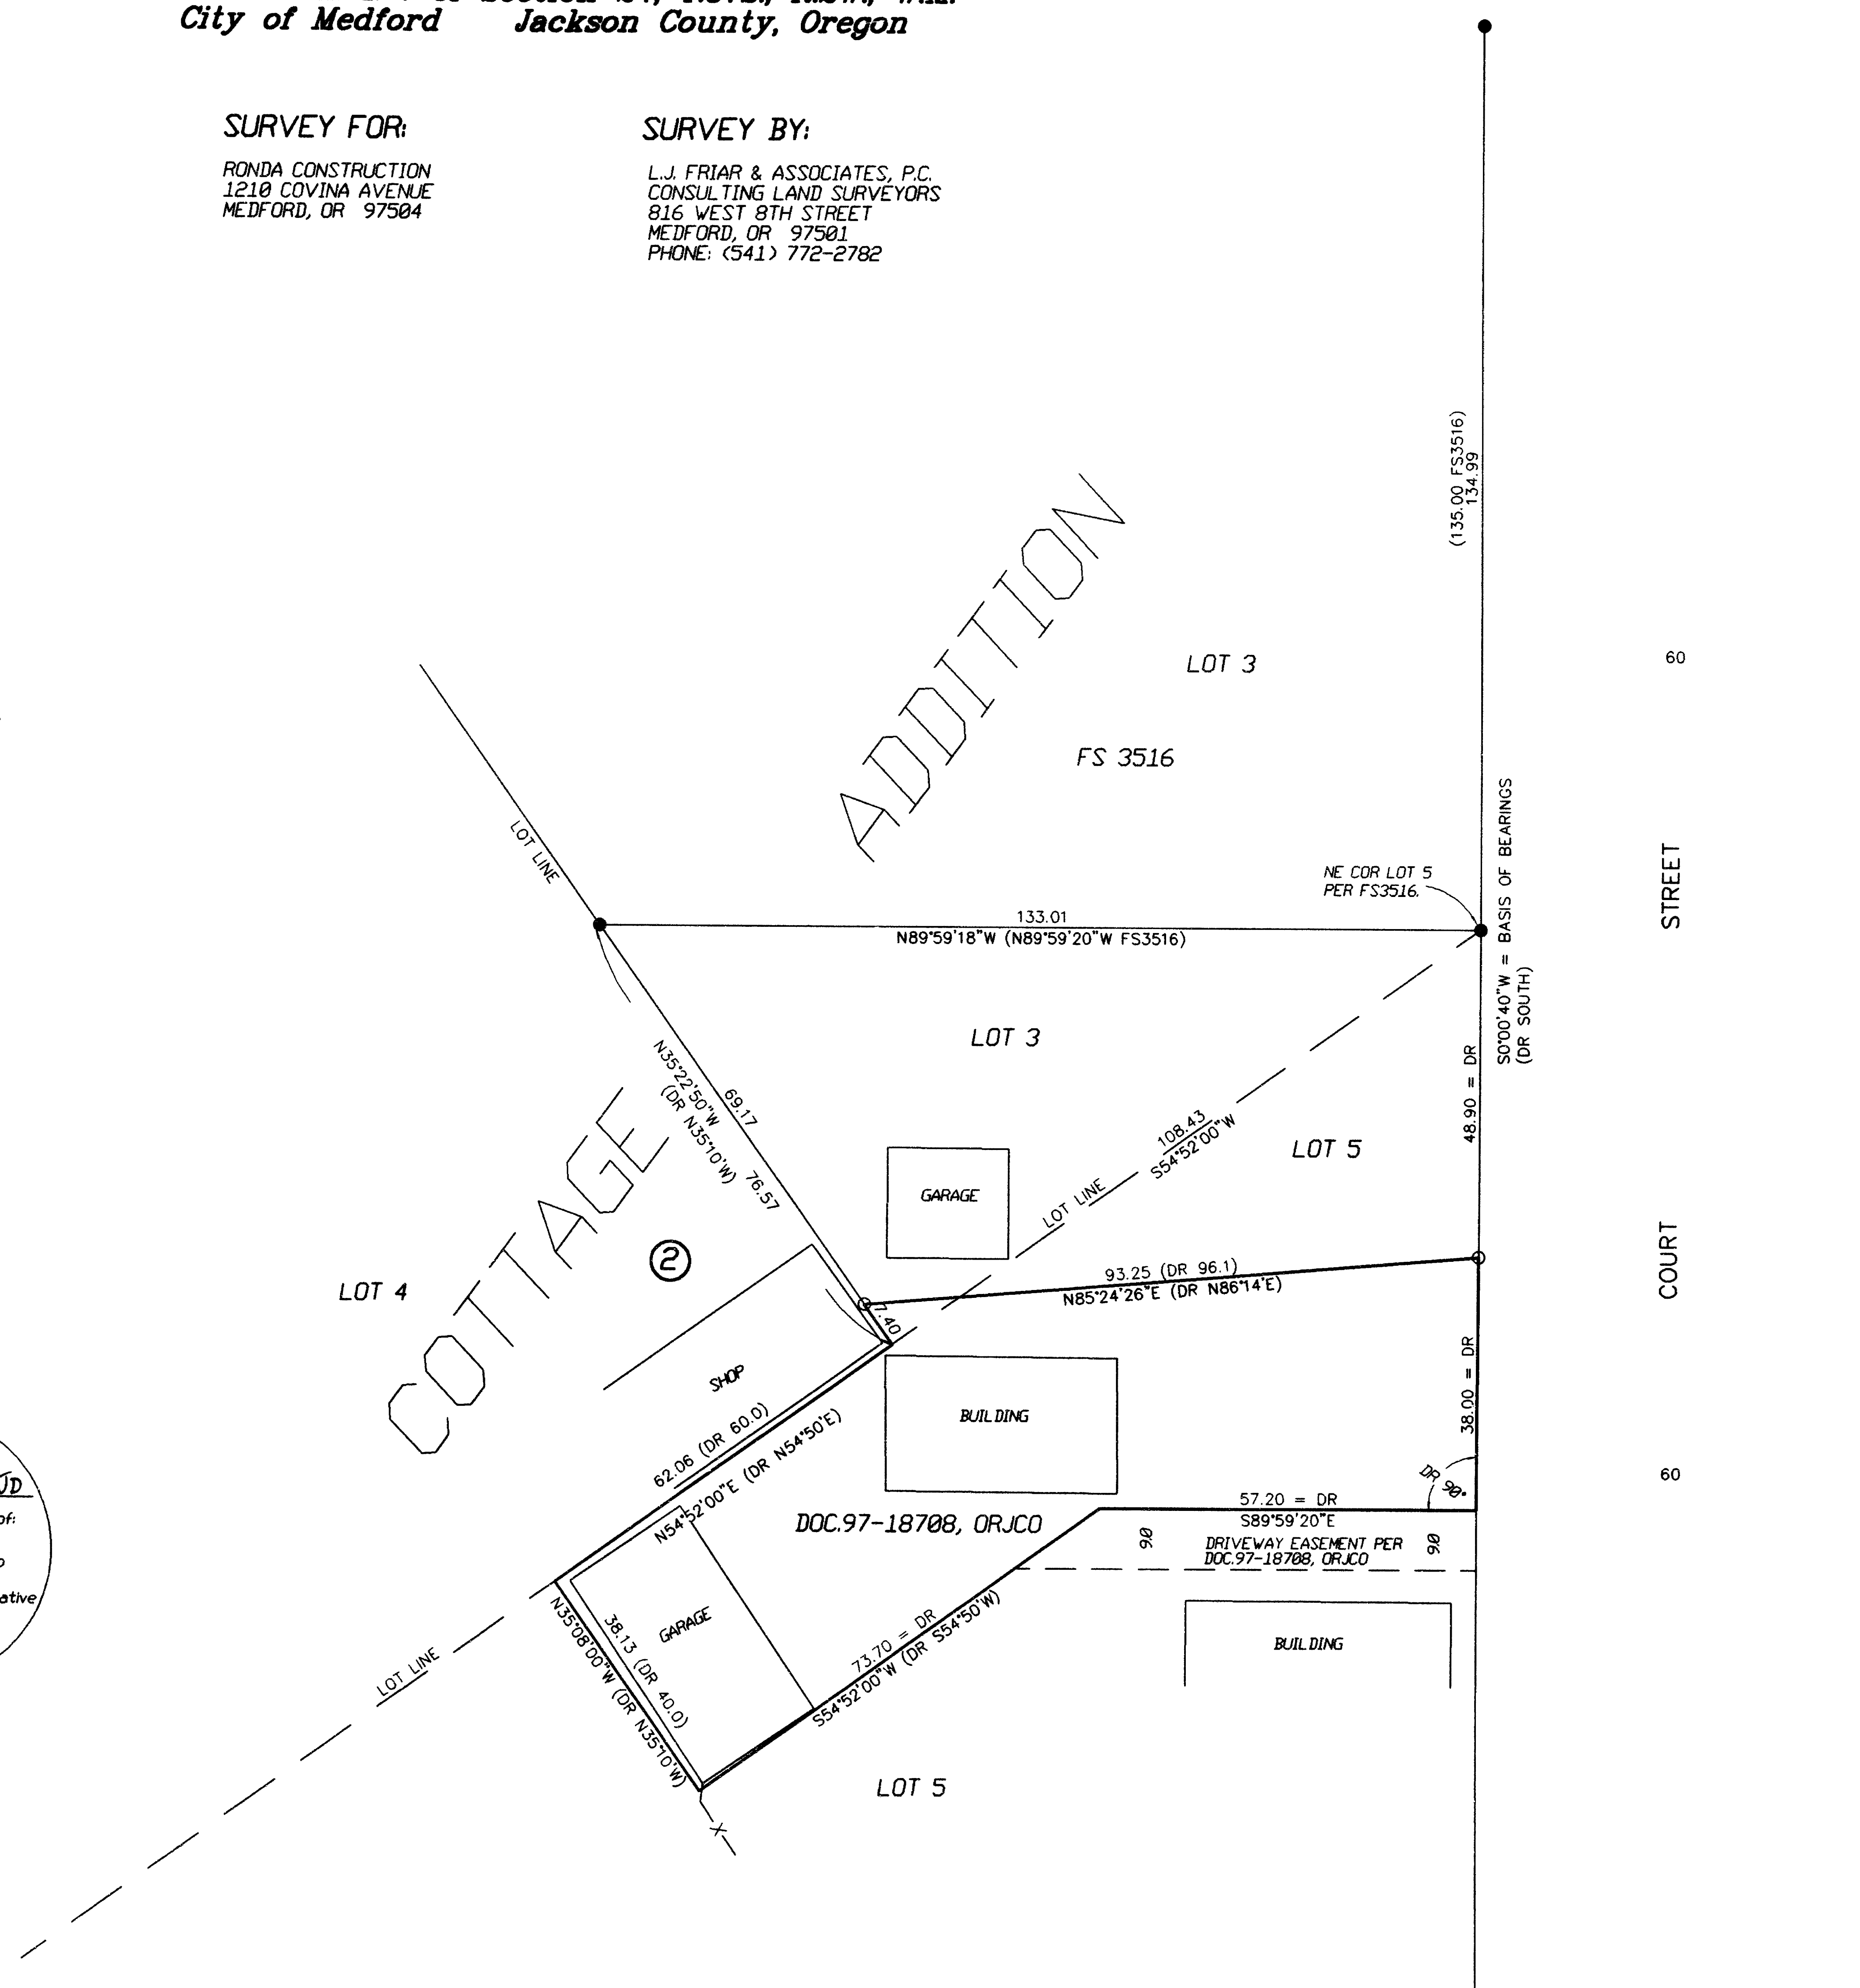 City of Medford Jackson County, Oregon
SURVEY FOR:
RONDA CONSTRUCTION
1210 COVINA AVENUE
MEDFORD, OR 97504
SURVEY BY:
L.J. FRIAR & ASSOCIATES, P.C.
CONSULTING LAND SURVEYORS
816 WEST 8TH STREET
MEDFORD, OR 97501
PHONE: (541) 772-2782
(135.00 FS3516)
134.99
ADDITION
LOT 3
60
FS 3516
LOT LINE
NE COR LOT 5
PER FS3516.
S0°00'40"W = BASIS OF BEARINGS
(DR SOUTH)
STREET
133.01
N89°59'18"W (N89°59'20"W FS3516)
LOT 3
N35°22'50"W
(DR N35°10'W)
69.17
76.57
48.90 = DR
108.43
S54°52'00"W
LOT 5
GARAGE
LOT LINE
COTTAGE
2
LOT 4
COURT
93.25 (DR 96.1)
N85°24'26"E (DR N86°14'E)
7.40
SHOP
BUILDING
38.00 = DR
62.06 (DR 60.0)
N54°52'00"E (DR N54°50'E)
DR 90°
60
57.20 = DR
S89°59'20"E
DOC.97-18708, ORJCO
9.0
DRIVEWAY EASEMENT PER
DOC.97-18708, ORJCO
9.0
of:
ative
N35°08'00"W (DR N35°10'W)
38.13 (DR 40.0)
GARAGE
73.70 = DR
S54°52'00"W (DR S54°50'W)
BUILDING
LOT LINE
LOT 5
X